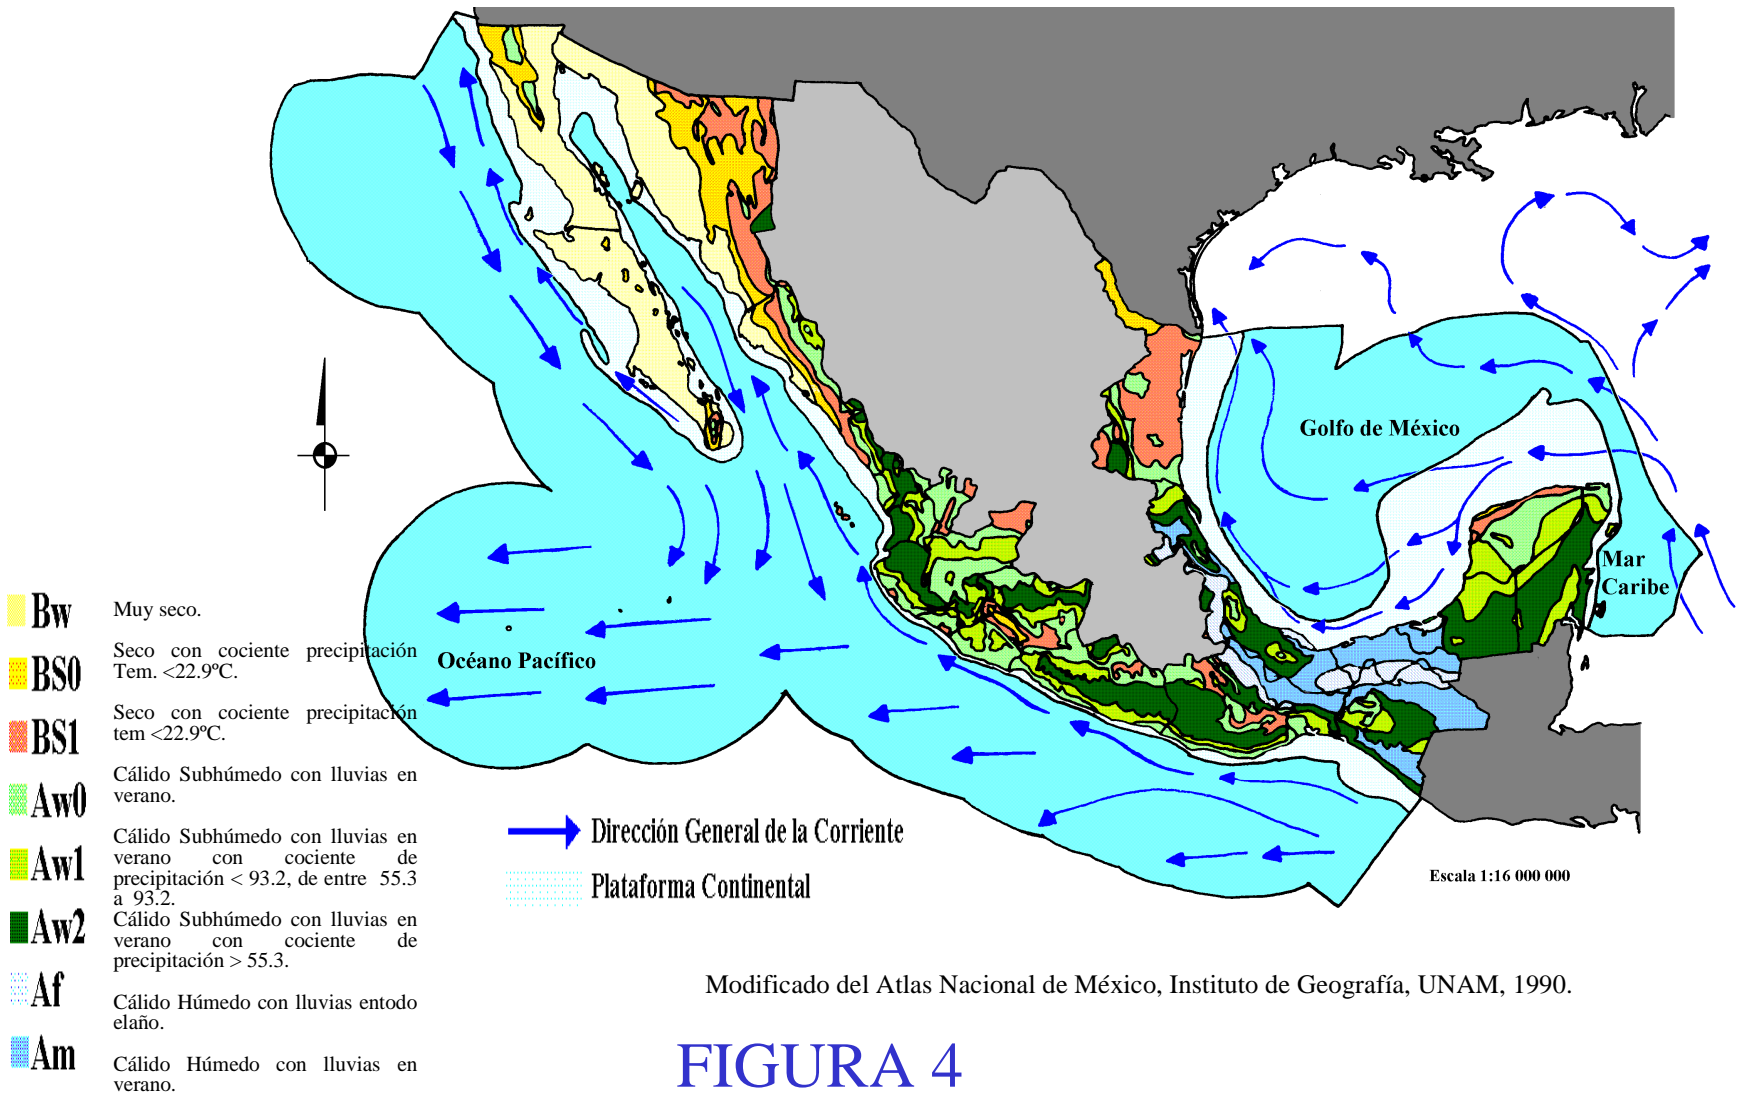 Golfo de México
Mar
Caribe
Océano Pacífico
Bw
Muy seco.
BS0
Seco con cociente precipitación
Tem. <22.9ºC.
BS1
Seco con cociente precipitación
tem <22.9ºC.
Aw0
Cálido Subhúmedo con lluvias en
verano.
Aw1
Cálido Subhúmedo con lluvias en
verano con cociente de
precipitación < 93.2, de entre 55.3
a 93.2.
Aw2
Cálido Subhúmedo con lluvias en
verano con cociente de
precipitación > 55.3.
Af
Cálido Húmedo con lluvias entodo
elaño.
Am
Cálido Húmedo con lluvias en
verano.
Dirección General de la Corriente
Plataforma Continental
Escala 1:16 000 000
Modificado del Atlas Nacional de México, Instituto de Geografía, UNAM, 1990.
FIGURA 4